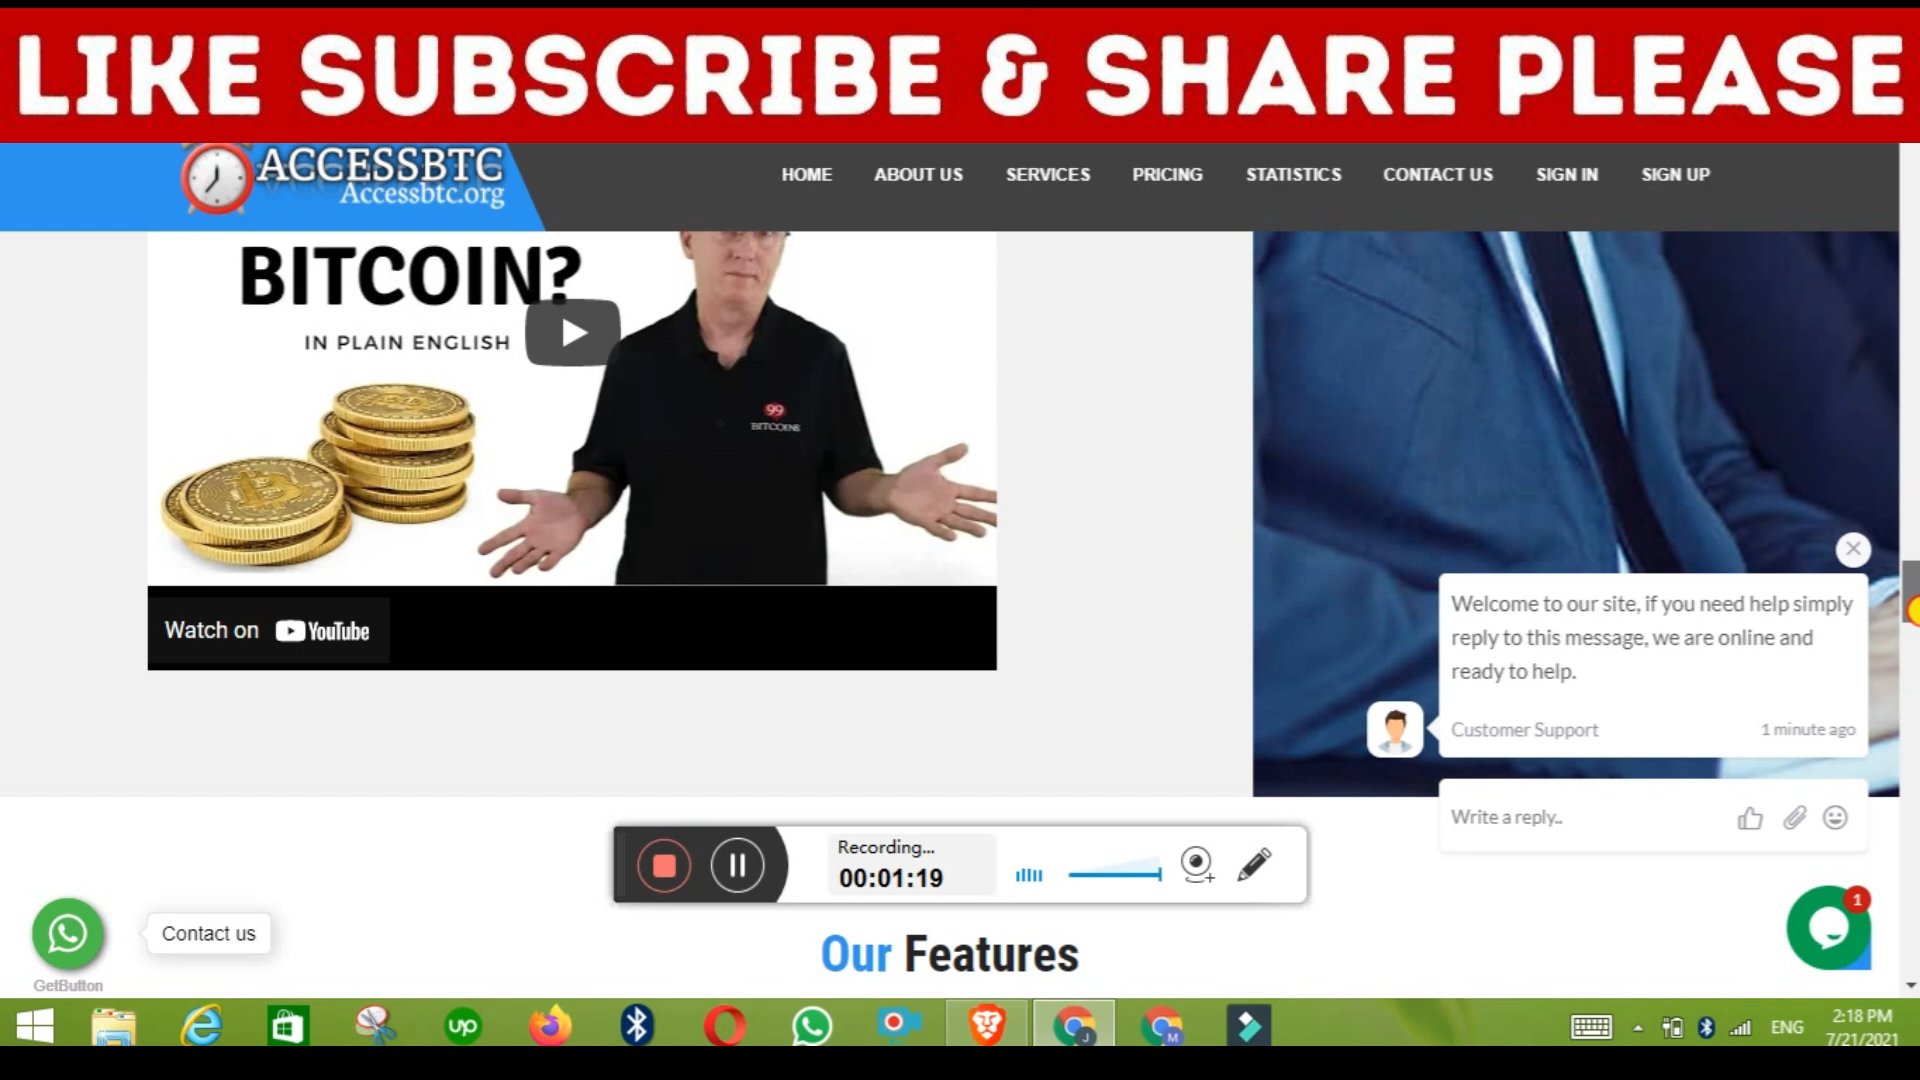 LIKE SUBSCRIBE & SHARE PLEASE
ACCESSBTC
Accessbtc.org
HOME ABOUT US SERVICES PRICING STATISTICS CONTACT US SIGN IN SIGN UP
BITCOIN?
IN PLAIN ENGLISH
99
BITCOINS
Watch on YouTube
Welcome to our site, if you need help simply
reply to this message, we are online and
ready to help.
Customer Support 1 minute ago
Write a reply..
Recording...
00:01:19
1
Contact us
GetButton
Our Features
up
J
M
ENG
2:18 PM
7/21/2021